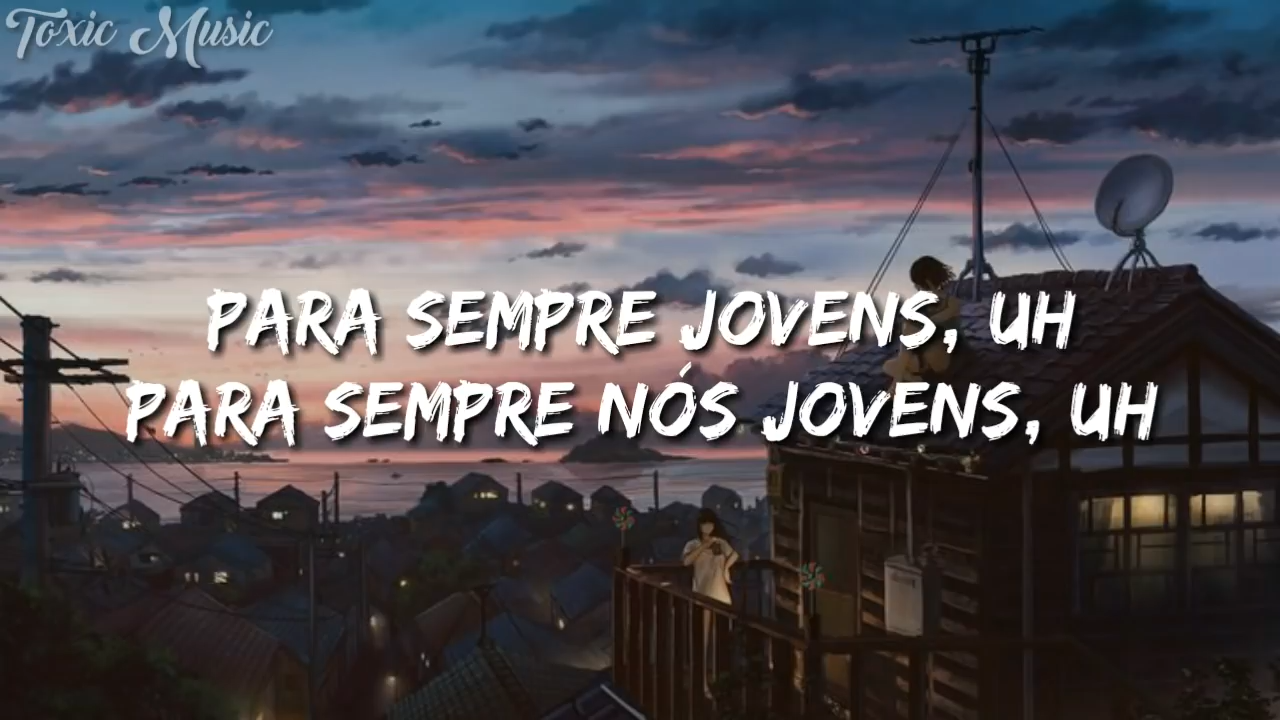 Toxic Music
PARA SEMPRE JOVENS, UH
PARA SEMPRE NÓS JOVENS, UH